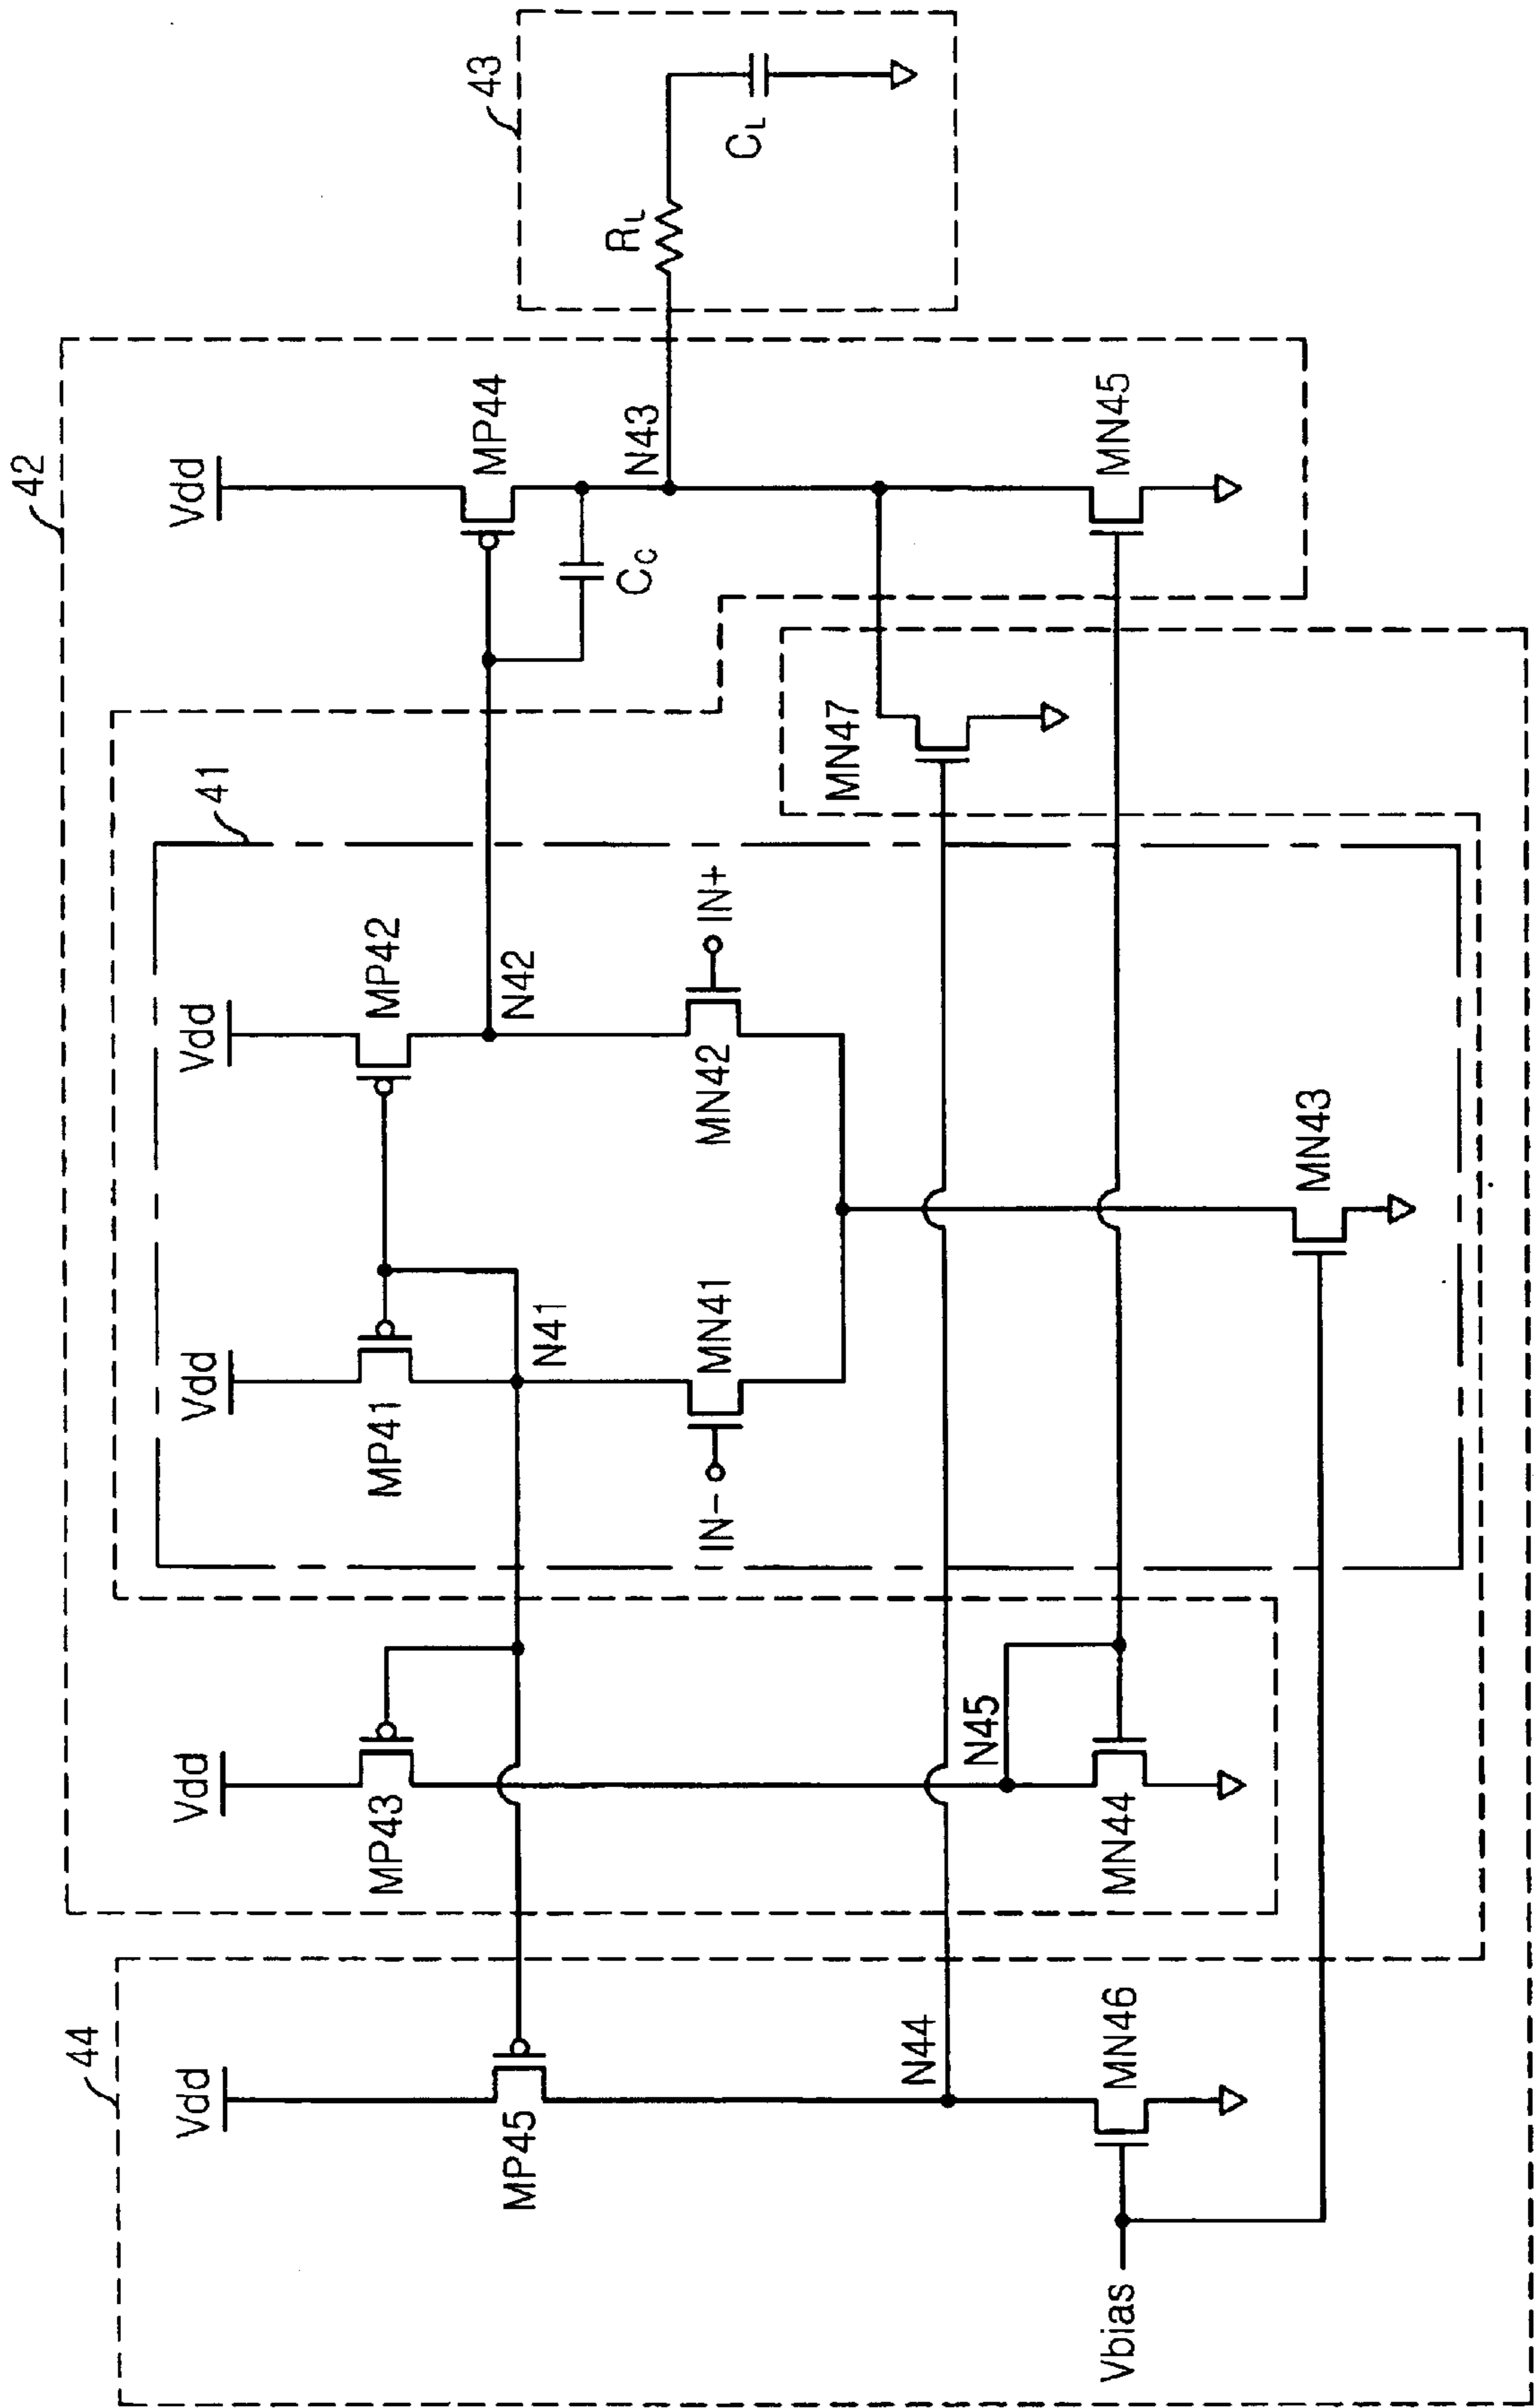 42
43
Vdd
MP44
N43
RL
CL
Cc
MN45
41
Vdd
MP42
N42
IN+
MN42
MN47
Vdd
MP41
N41
MN41
IN-
MN43
Vdd
MP43
N45
MN44
44
Vdd
MP45
N44
MN46
Vbias